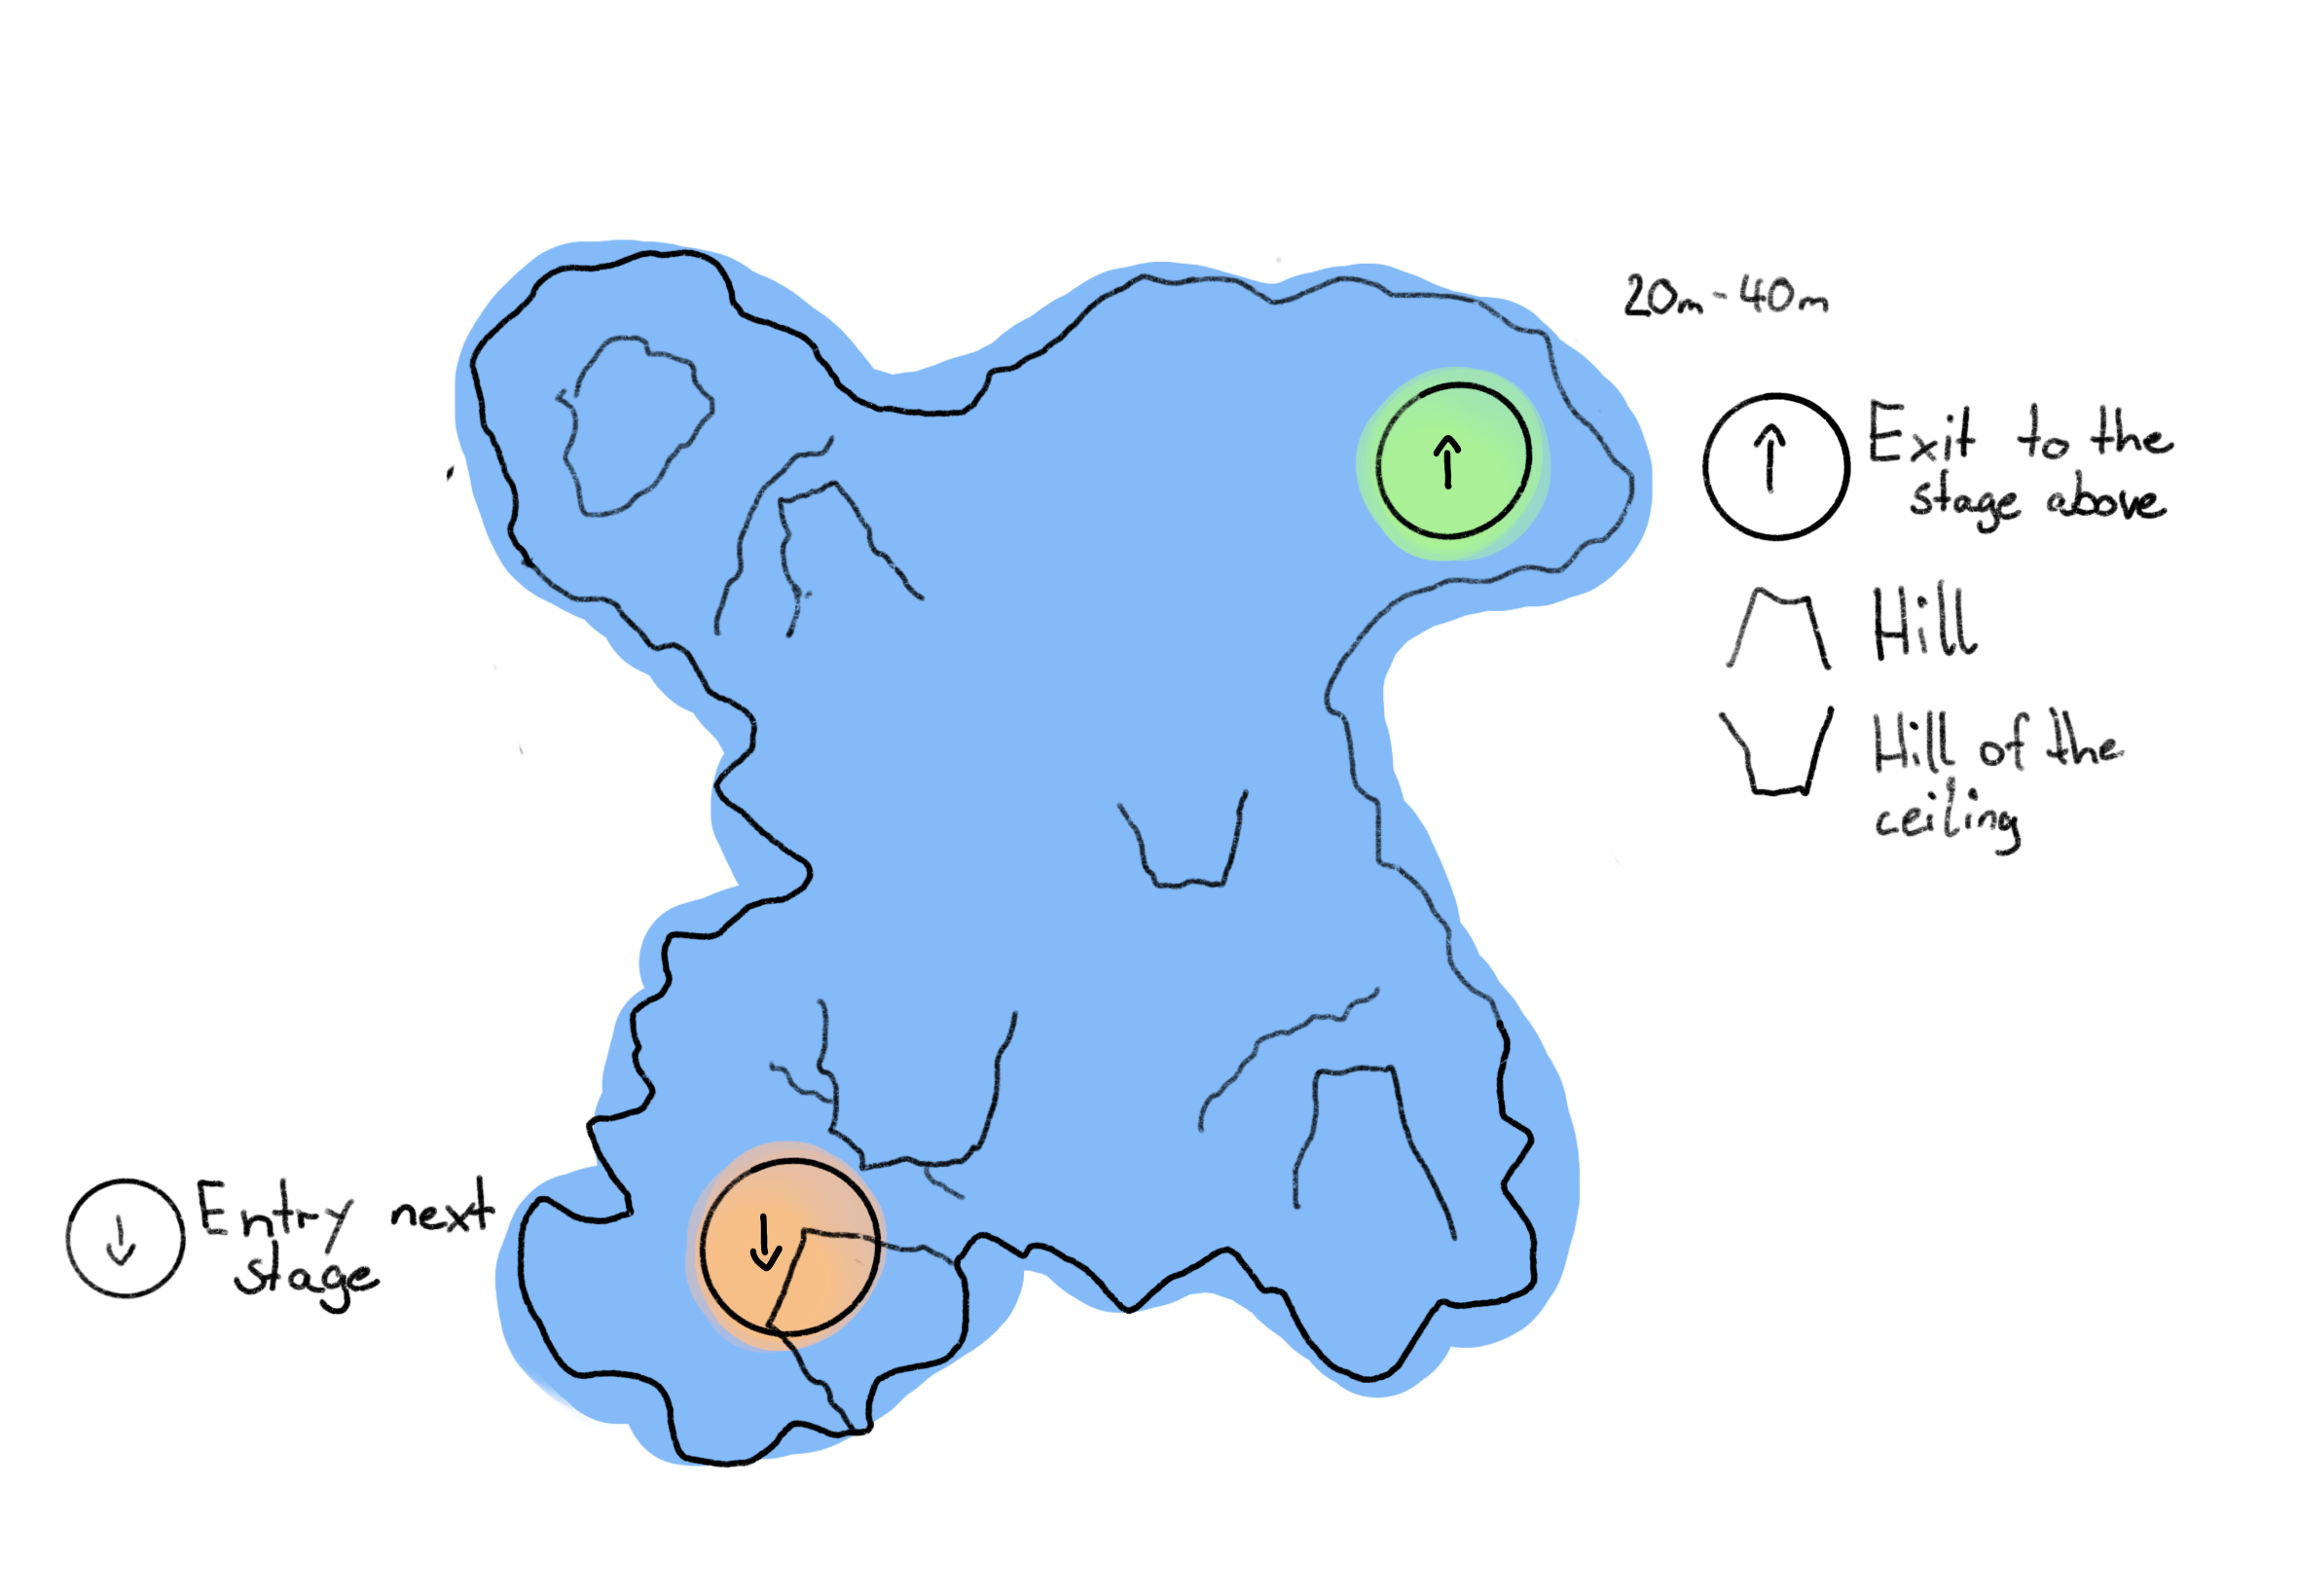 20m-40m
Exit to the
stage above
Hill
Hill of the
ceiling
Entry next
stage